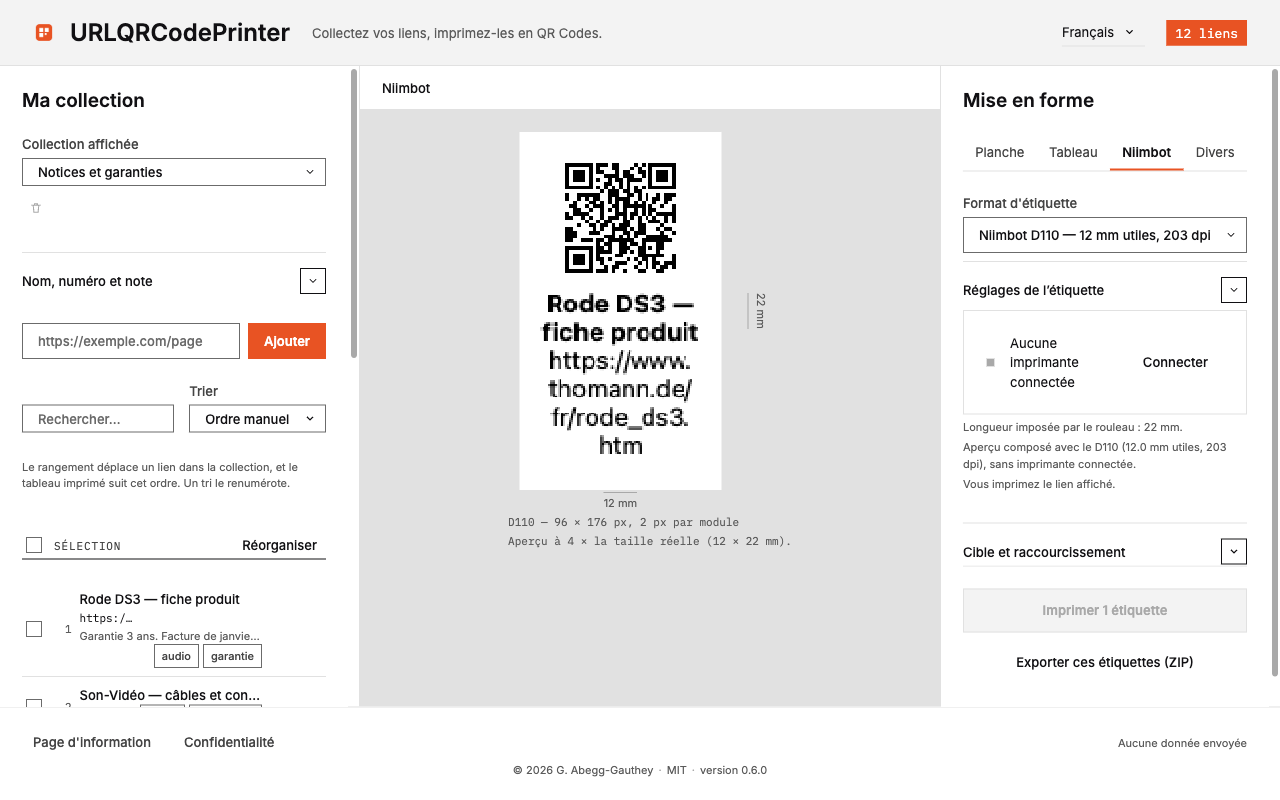 URLQRCodePrinter
Collectez vos liens, imprimez-les en QR Codes.
Français
12 liens
Ma collection
Collection affichée
Notices et garanties
Nom, numéro et note
https://exemple.com/page
Ajouter
Trier
Rechercher...
Ordre manuel
Le rangement déplace un lien dans la collection, et le
tableau imprimé suit cet ordre. Un tri le renumérote.
SÉLECTION
Réorganiser
1
Rode DS3 — fiche produit
https:/…
Garantie 3 ans. Facture de janvie…
audio
garantie
Son-Vidéo — câbles et con…
Niimbot
Rode DS3 —
fiche produit
https://www.
thomann.de/
fr/rode_ds3.
htm
22 mm
12 mm
D110 — 96 × 176 px, 2 px par module
Aperçu à 4 × la taille réelle (12 × 22 mm).
Mise en forme
Planche
Tableau
Niimbot
Divers
Format d'étiquette
Niimbot D110 — 12 mm utiles, 203 dpi
Réglages de l’étiquette
Aucune
imprimante
connectée
Connecter
Longueur imposée par le rouleau : 22 mm.
Aperçu composé avec le D110 (12.0 mm utiles, 203
dpi), sans imprimante connectée.
Vous imprimez le lien affiché.
Cible et raccourcissement
Imprimer 1 étiquette
Exporter ces étiquettes (ZIP)
Page d'information
Confidentialité
Aucune donnée envoyée
© 2026 G. Abegg-Gauthey · MIT · version 0.6.0